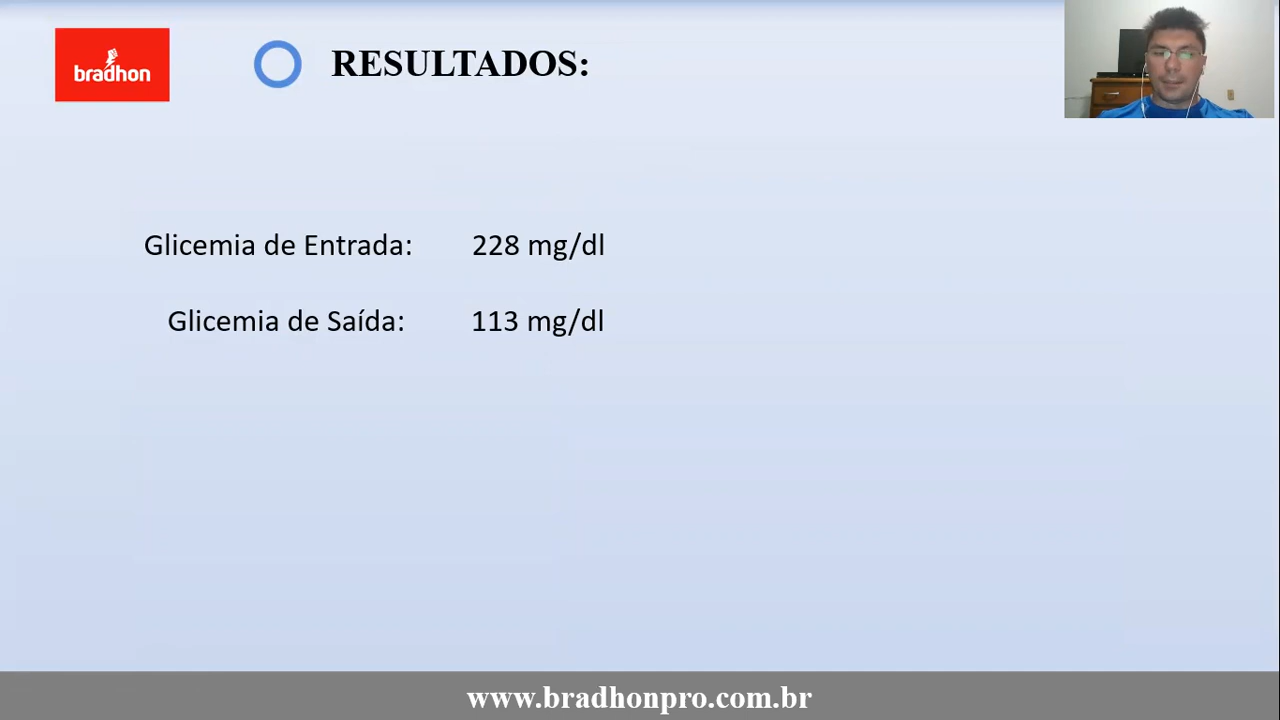 bradhon
RESULTADOS:
Glicemia de Entrada: 228 mg/dl
Glicemia de Saída: 113 mg/dl
www.bradhonpro.com.br